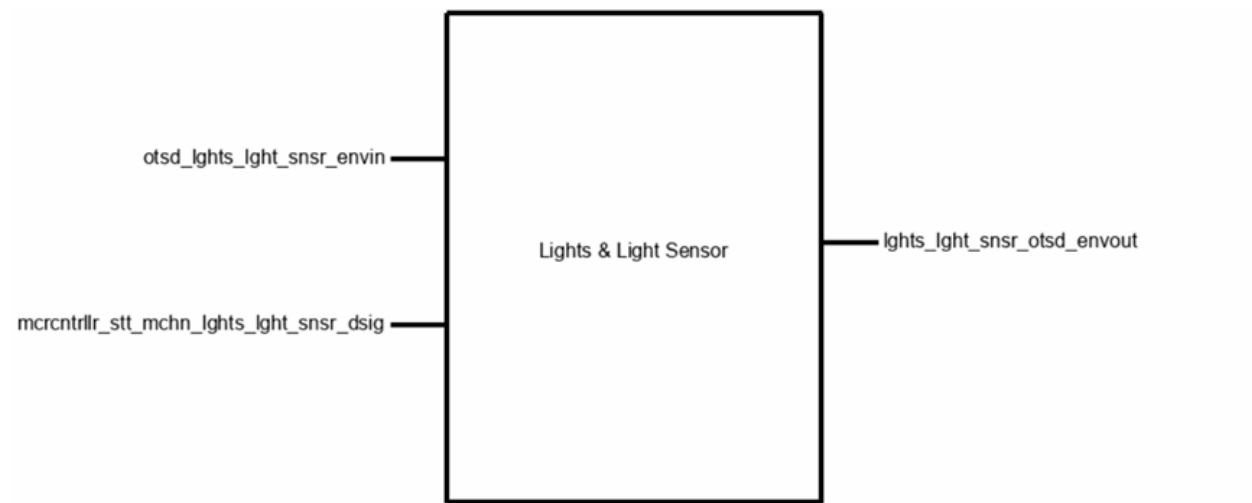 otsd_lghts_lght_snsr_envin
lghts_lght_snsr_otsd_envout
Lights & Light Sensor
mcrcntrllr_stt_mchn_lghts_lght_snsr_dsig